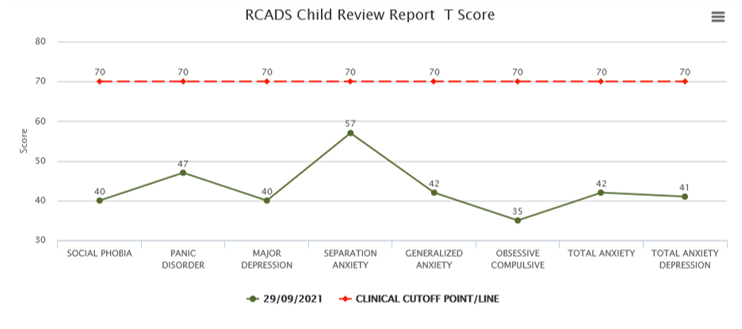 RCADS Child Review Report T Score
80
70 70 70 70 70 70 70 70
70
60
57
50
47
42 42 41
40 40
40
35
30
Score
SOCIAL PHOBIA
PANIC
DISORDER
MAJOR
DEPRESSION
SEPARATION
ANXIETY
GENERALIZED
ANXIETY
OBSESSIVE
COMPULSIVE
TOTAL ANXIETY
TOTAL ANXIETY
DEPRESSION
29/09/2021 CLINICAL CUTOFF POINT/LINE